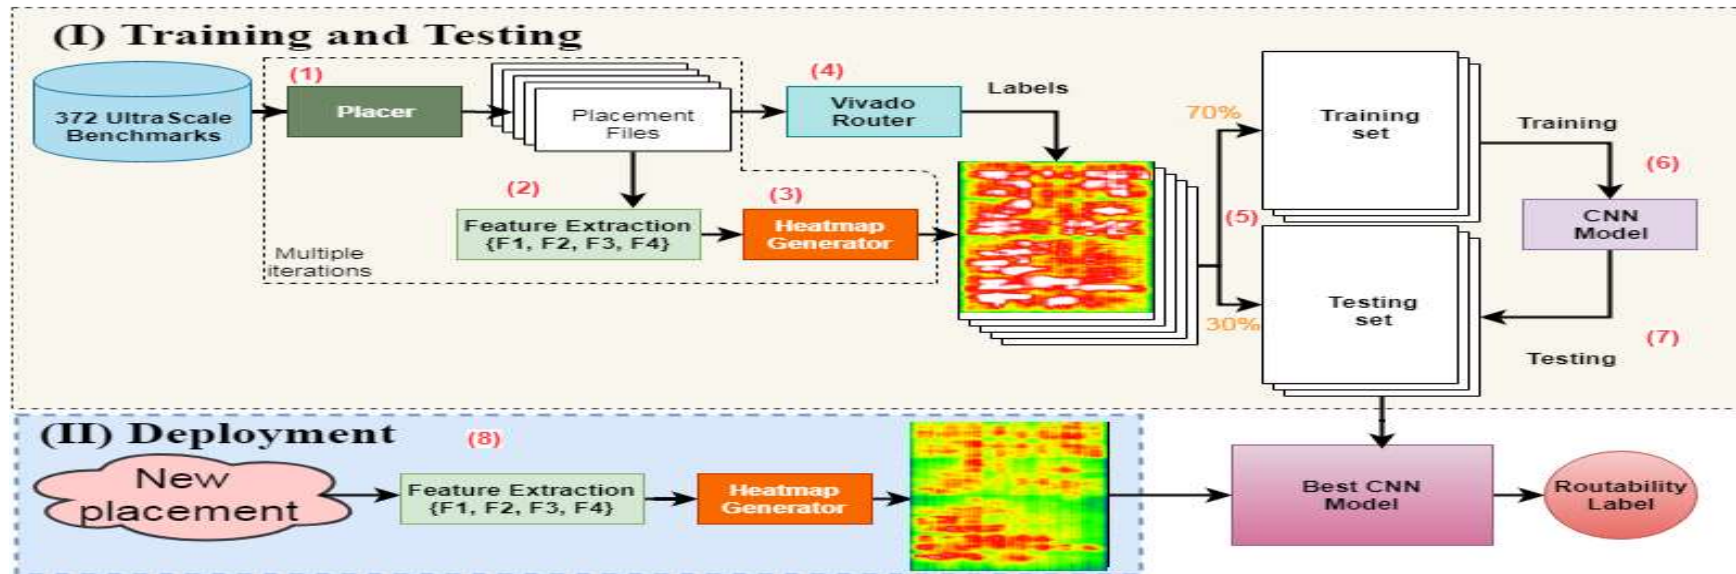 (I) Training and Testing
372 UltraScale
Benchmarks
(1)
Placer
Placement
Files
(4)
Vivado
Router
Labels
(2)
Feature Extraction
{F1, F2, F3, F4}
(3)
Heatmap
Generator
Multiple
iterations
(5)
70%
30%
Training
set
Testing
set
Training
(6)
CNN
Model
(7)
Testing
(II) Deployment
(8)
New
placement
Feature Extraction
{F1, F2, F3, F4}
Heatmap
Generator
Best CNN
Model
Routability
Label